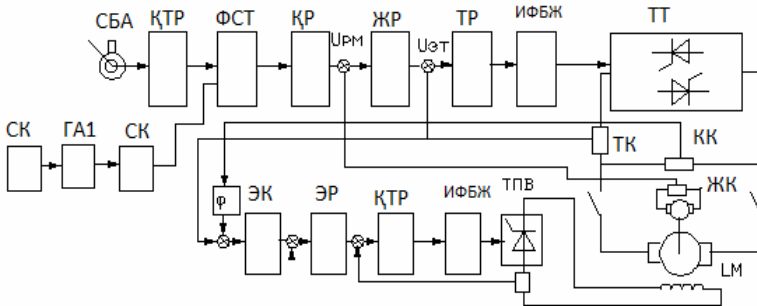 СБА ҚТР ФСТ ҚР Uрм ЖР Uэт ТР ИФБЖ ТТ
СК ГА1 СК ТК КК
φ ЭК ЭР ҚТР ИФБЖ ТПВ ЖК
LM